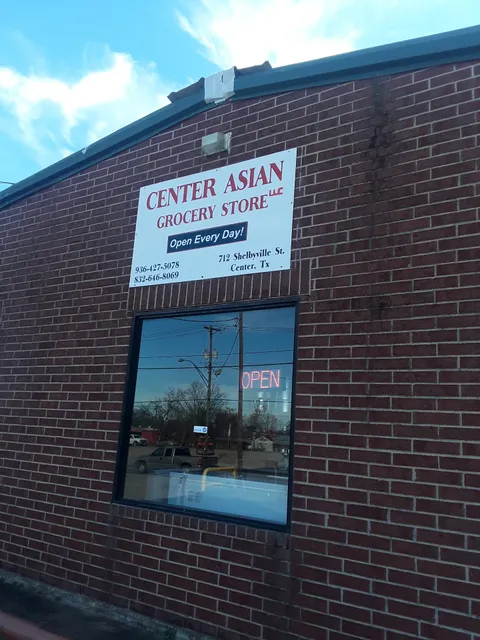 CENTER ASIAN
GROCERY STORE LLC
Open Every Day!
936-427-5078
832-646-8069
712 Shelbyville St.
Center, Tx
OPEN